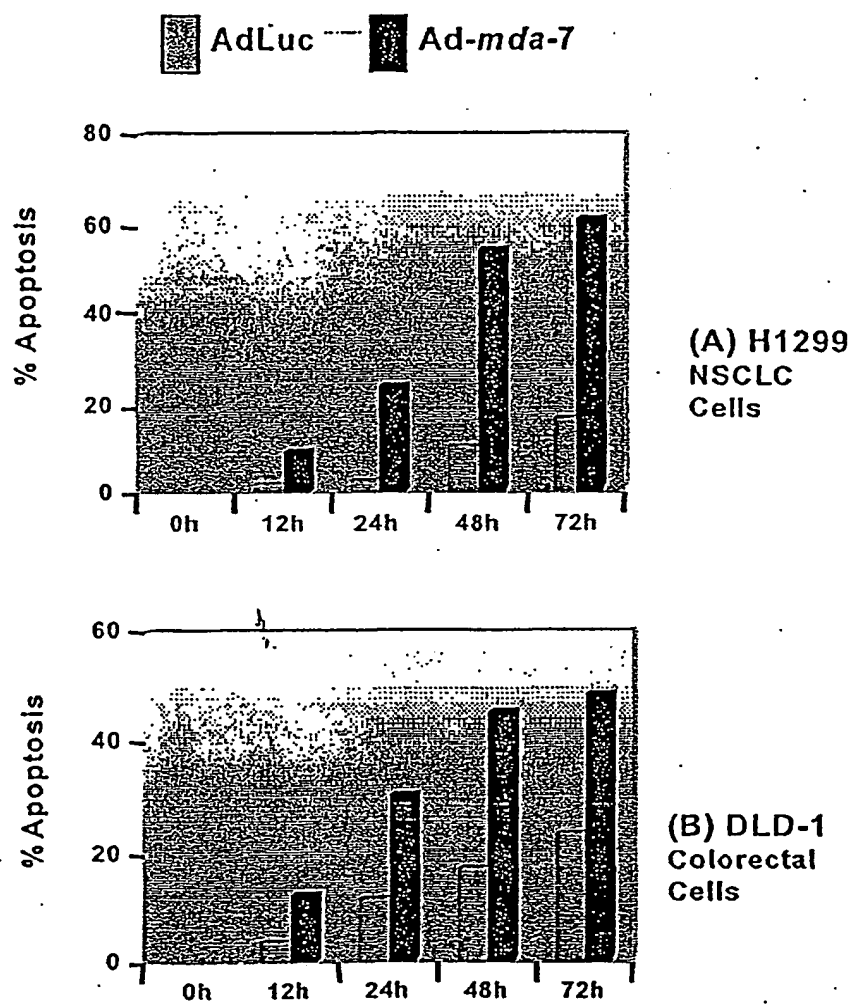 AdLuc Ad-mda-7
80
60
40
20
0
% Apoptosis
0h 12h 24h 48h 72h
(A) H1299
NSCLC
Cells
60
40
20
0
% Apoptosis
0h 12h 24h 48h 72h
(B) DLD-1
Colorectal
Cells